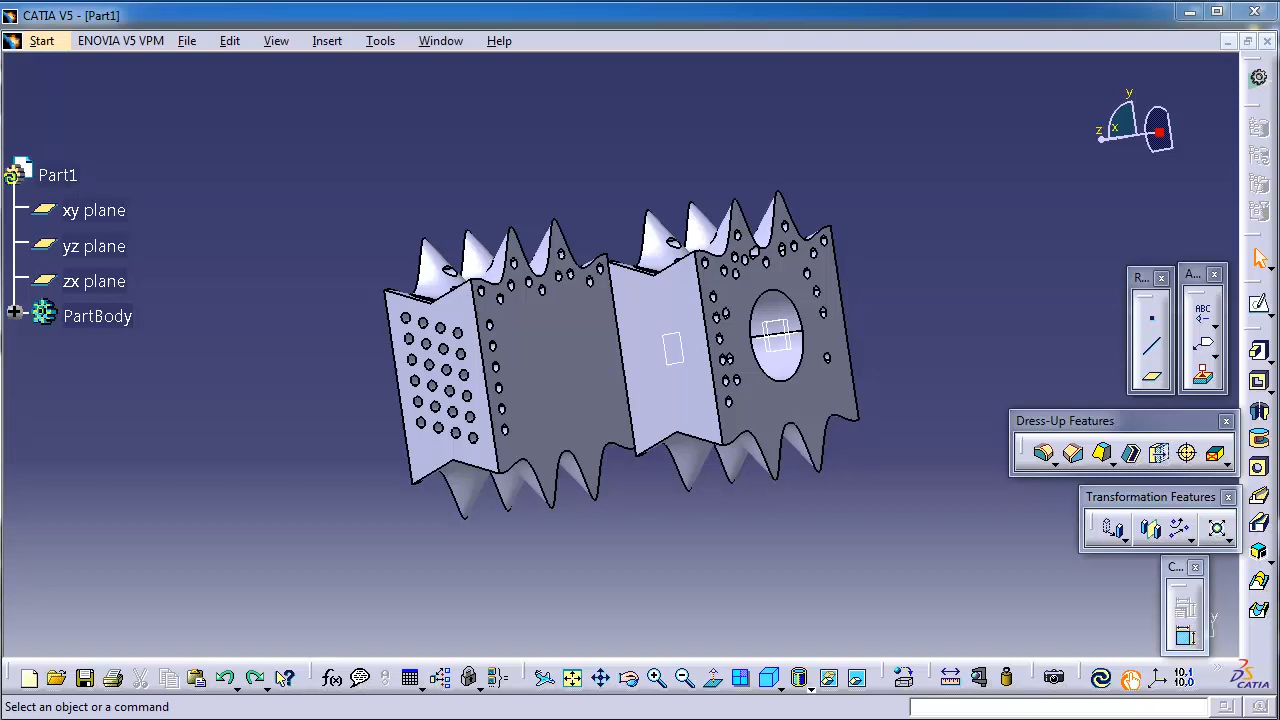 CATIA V5 - [Part1]
Start ENOVIA V5 VPM File Edit View Insert Tools Window Help
y
z x
Part1
xy plane
yz plane
zx plane
PartBody
R... A...
ABC
Dress-Up Features
Transformation Features
C...
y
f(x)
10.1
10.0
CATIA
Select an object or a command